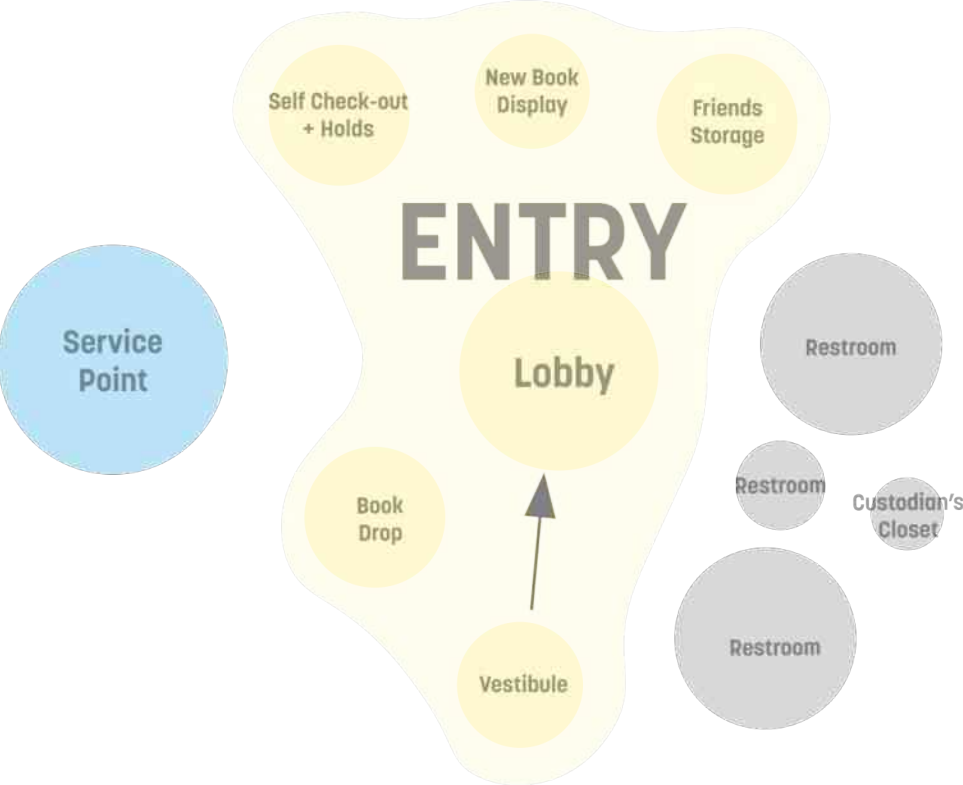 Self Check-out
+ Holds
New Book
Display
Friends
Storage
ENTRY
Service
Point
Lobby
Restroom
Book
Drop
Restroom
Custodian's
Closet
Vestibule
Restroom